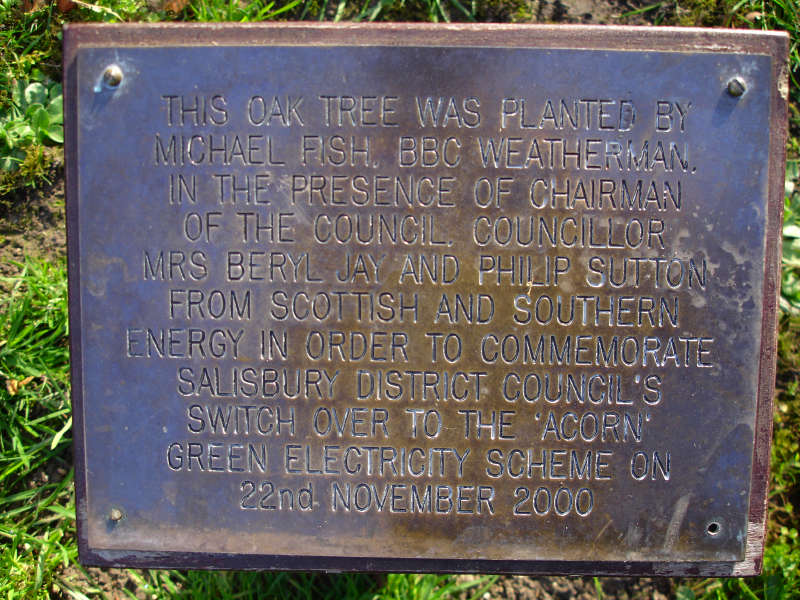 THIS OAK TREE WAS PLANTED BY
MICHAEL FISH, BBC WEATHERMAN,
IN THE PRESENCE OF CHAIRMAN
OF THE COUNCIL, COUNCILLOR
MRS BERYL JAY AND PHILIP SUTTON
FROM SCOTTISH AND SOUTHERN
ENERGY IN ORDER TO COMMEMORATE
SALISBURY DISTRICT COUNCIL'S
SWITCH OVER TO THE 'ACORN'
GREEN ELECTRICITY SCHEME ON
22nd NOVEMBER 2000